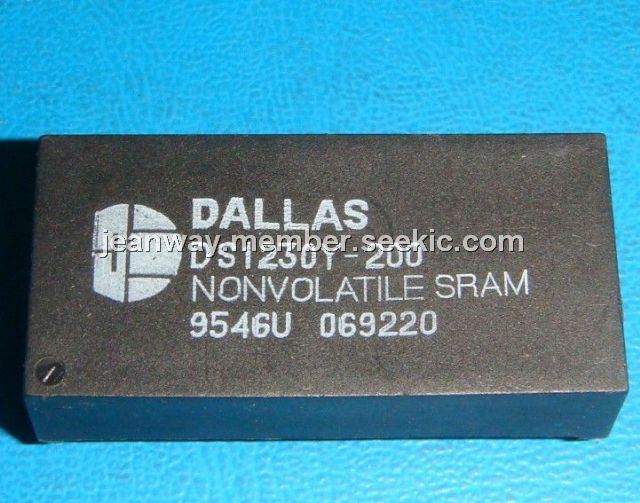 DALLAS
jeanway.member.seekic.com
DS1230Y-200
NONVOLATILE SRAM
9546U 069220